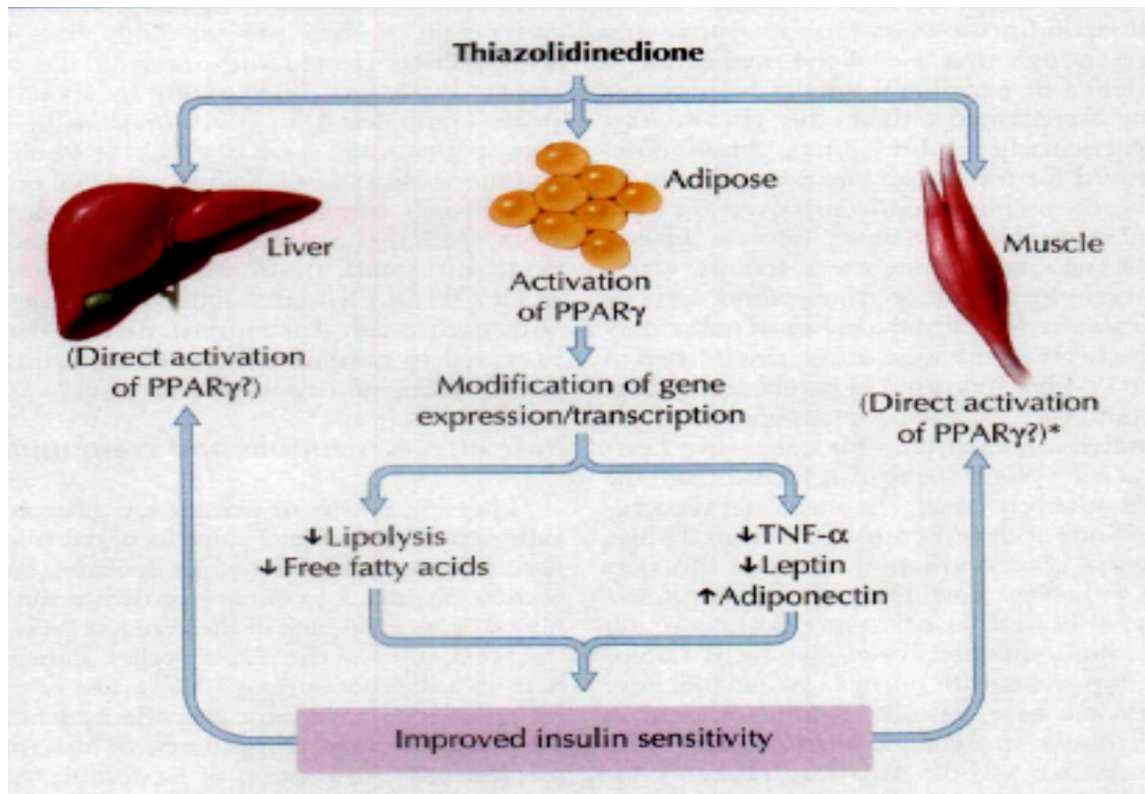 Thiazolidinedione
Liver
Adipose
Muscle
Activation
of PPARγ
(Direct activation
of PPARγ?)
Modification of gene
expression/transcription
(Direct activation
of PPARγ?)*
↓Lipolysis
↓Free fatty acids
↓TNF-α
↓Leptin
↑Adiponectin
Improved insulin sensitivity